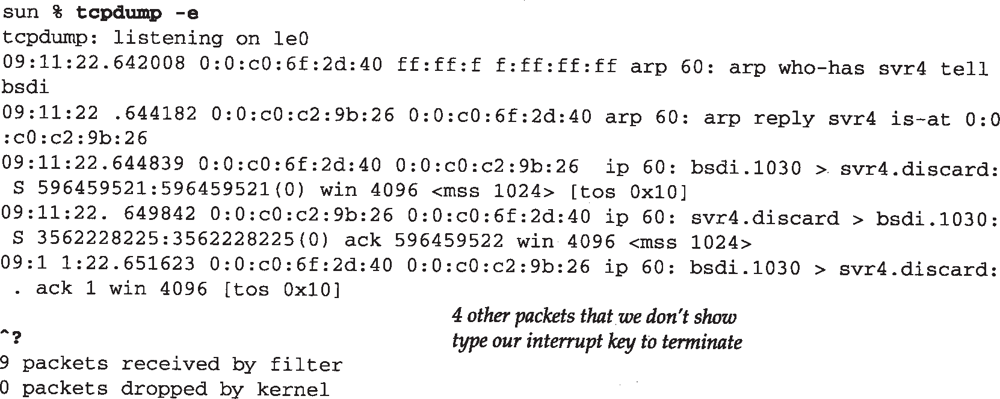 sun % tcpdump -e
tcpdump: listening on le0
09:11:22.642008 0:0:c0:6f:2d:40 ff:ff:f f:ff:ff:ff arp 60: arp who-has svr4 tell
bsdi
09:11:22 .644182 0:0:c0:c2:9b:26 0:0:c0:6f:2d:40 arp 60: arp reply svr4 is-at 0:0
:c0:c2:9b:26
09:11:22.644839 0:0:c0:6f:2d:40 0:0:c0:c2:9b:26 ip 60: bsdi.1030 > svr4.discard:
S 596459521:596459521(0) win 4096 <mss 1024> [tos 0x10]
09:11:22. 649842 0:0:c0:c2:9b:26 0:0:c0:6f:2d:40 ip 60: svr4.discard > bsdi.1030:
S 3562228225:3562228225(0) ack 596459522 win 4096 <mss 1024>
09:1 1:22.651623 0:0:c0:6f:2d:40 0:0:c0:c2:9b:26 ip 60: bsdi.1030 > svr4.discard:
. ack 1 win 4096 [tos 0x10]
4 other packets that we don't show
^?
type our interrupt key to terminate
9 packets received by filter
0 packets dropped by kernel